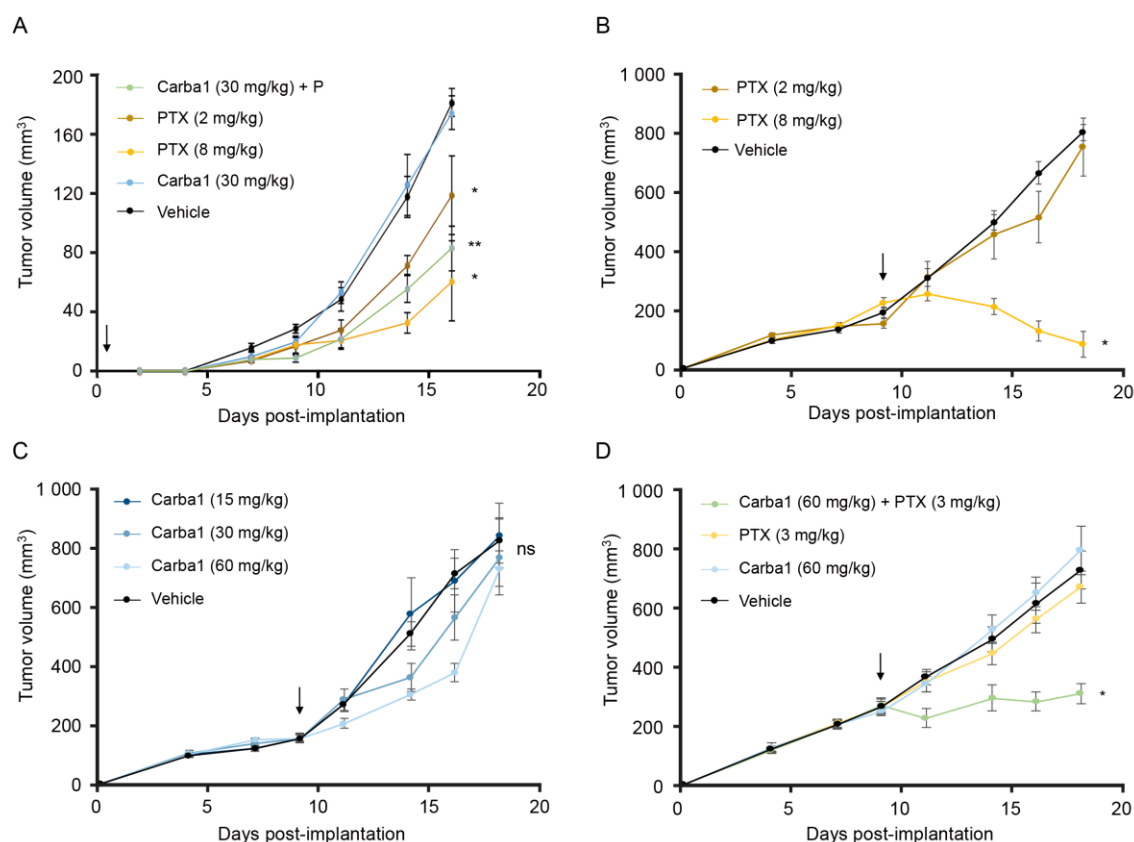 A
Tumor volume (mm³)
200
160
120
80
40
0
Carba1 (30 mg/kg) + P
PTX (2 mg/kg)
PTX (8 mg/kg)
Carba1 (30 mg/kg)
Vehicle
*
**
*
0 5 10 15 20
Days post-implantation
B
Tumor volume (mm³)
1 000
800
600
400
200
0
PTX (2 mg/kg)
PTX (8 mg/kg)
Vehicle
*
0 5 10 15 20
Days post-implantation
C
Tumor volume (mm³)
1 000
800
600
400
200
0
Carba1 (15 mg/kg)
Carba1 (30 mg/kg)
Carba1 (60 mg/kg)
Vehicle
ns
0 5 10 15 20
Days post-implantation
D
Tumor volume (mm³)
1 000
800
600
400
200
0
Carba1 (60 mg/kg) + PTX (3 mg/kg)
PTX (3 mg/kg)
Carba1 (60 mg/kg)
Vehicle
*
0 5 10 15 20
Days post-implantation